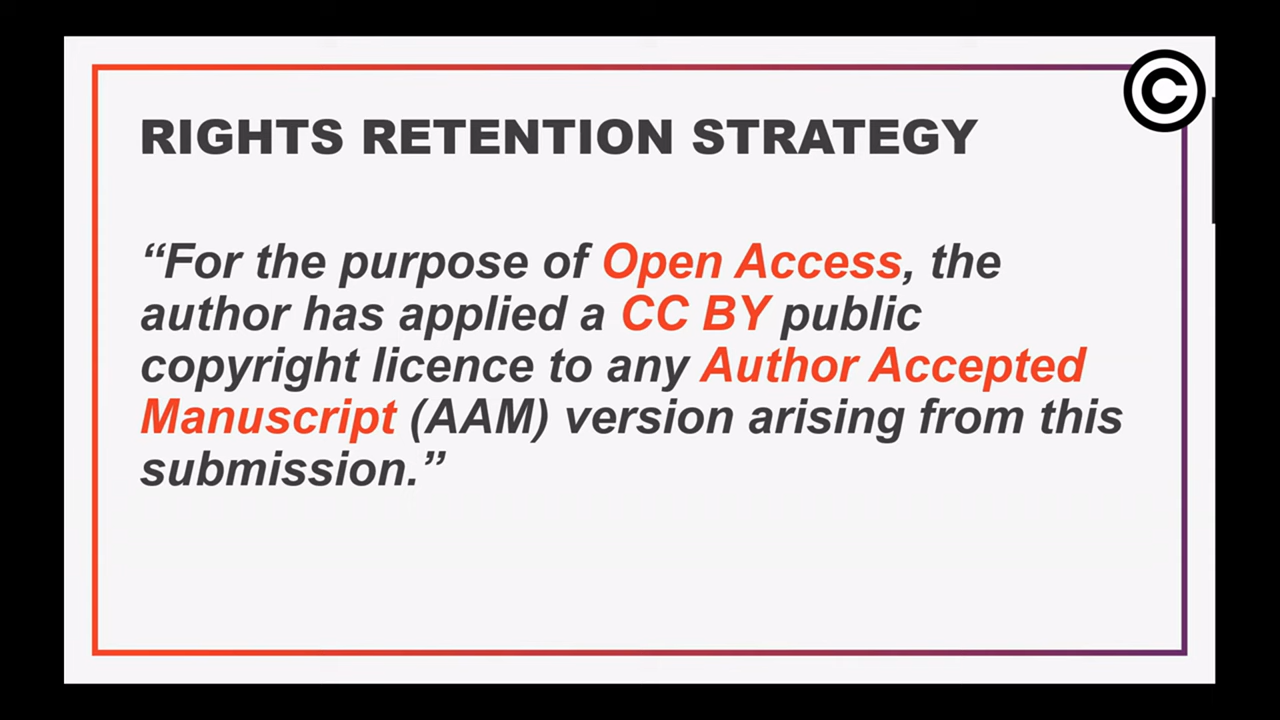 ©
RIGHTS RETENTION STRATEGY
“For the purpose of Open Access, the
author has applied a CC BY public
copyright licence to any Author Accepted
Manuscript (AAM) version arising from this
submission.”